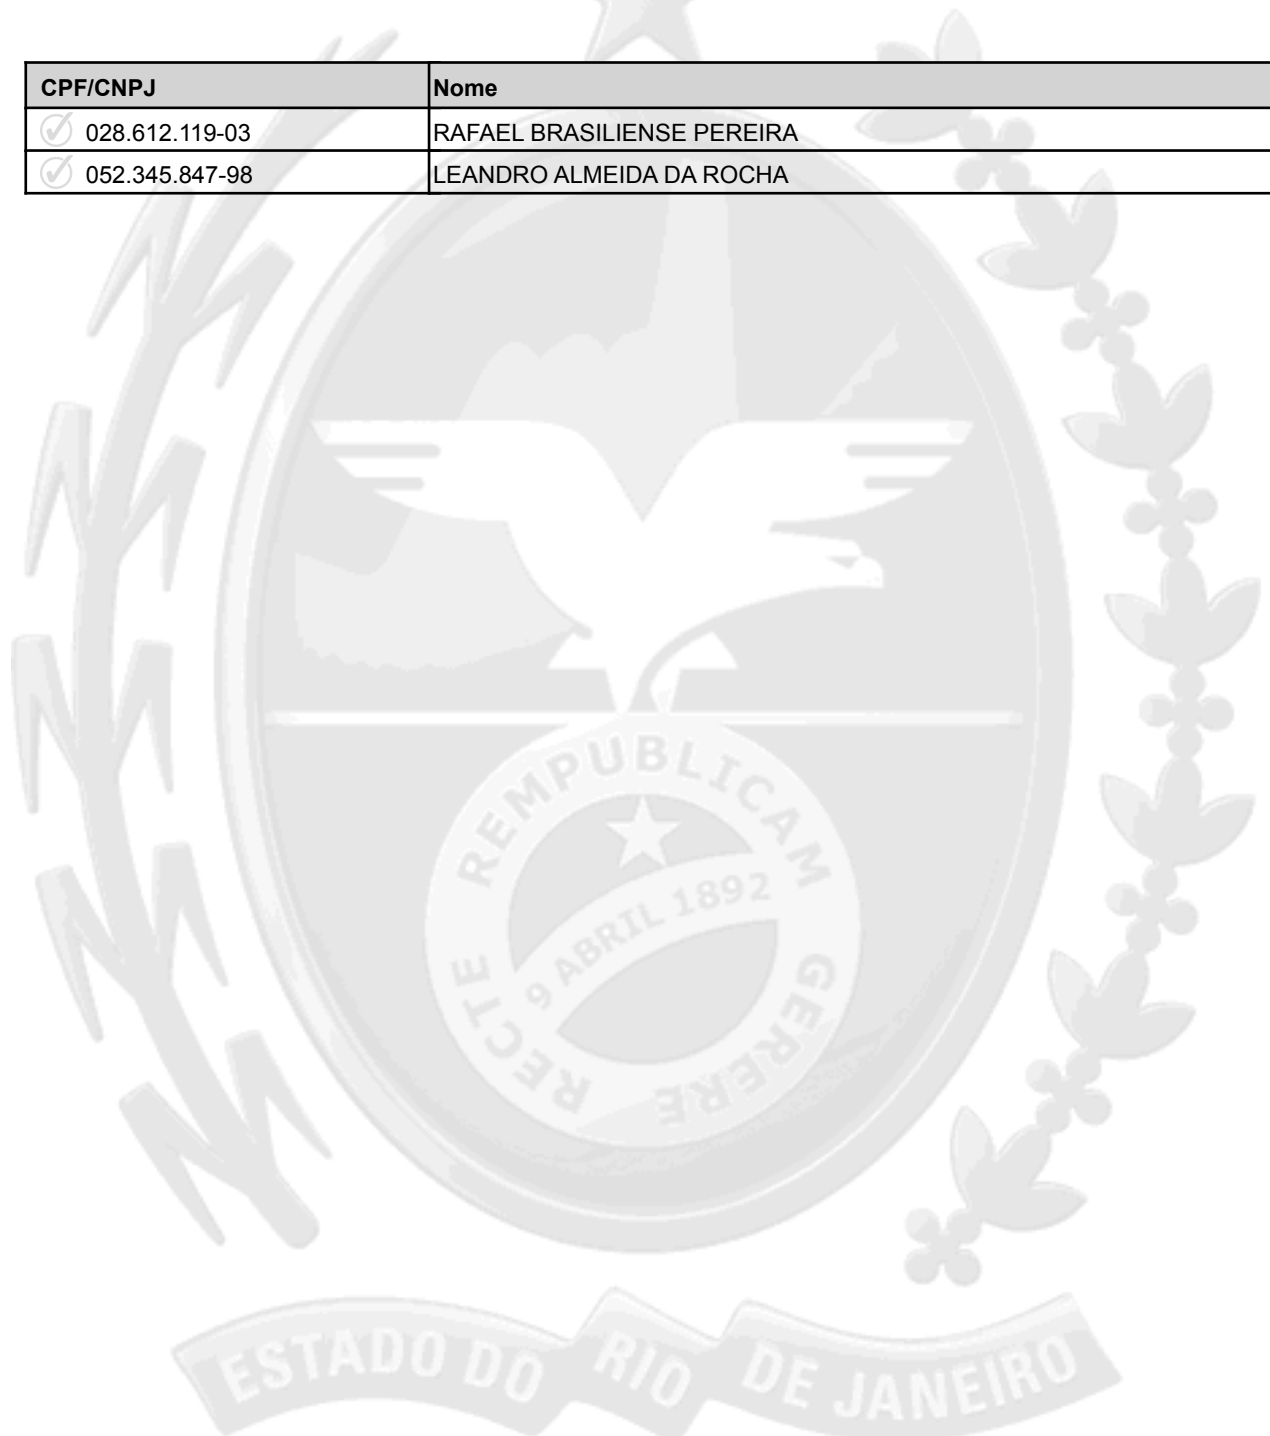 CPF/CNPJ Nome
028.612.119-03 RAFAEL BRASILIENSE PEREIRA
052.345.847-98 LEANDRO ALMEIDA DA ROCHA
REMPUBLICAM
9 ABRIL 1892
RECTE GERERE
ESTADO DO RIO DE JANEIRO